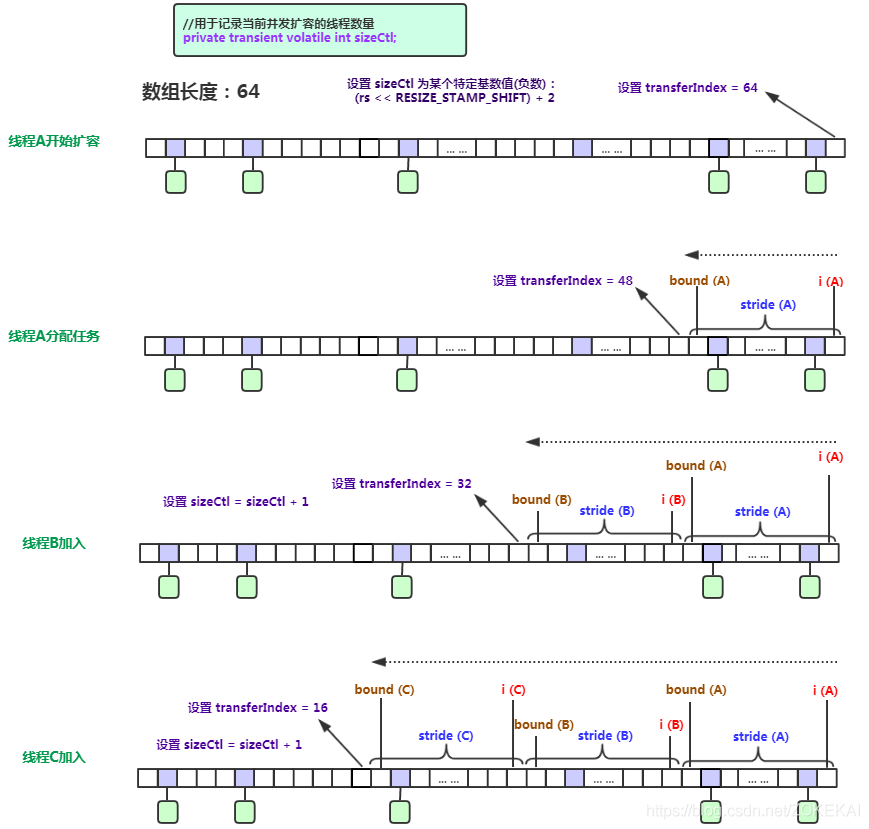 //用于记录当前并发扩容的线程数量
private transient volatile int sizeCtl;
数组长度：64
设置 sizeCtl 为某个特定基数值(负数)：
(rs << RESIZE_STAMP_SHIFT) + 2
设置 transferIndex = 64
线程A开始扩容
... ...
... ...
... ...
设置 transferIndex = 48
bound (A)
i (A)
stride (A)
线程A分配任务
... ...
... ...
... ...
i (A)
bound (A)
设置 transferIndex = 32
设置 sizeCtl = sizeCtl + 1
bound (B)
i (B)
stride (B)
stride (A)
线程B加入
... ...
... ...
... ...
bound (C)
i (C)
bound (A)
i (A)
设置 transferIndex = 16
bound (B)
i (B)
设置 sizeCtl = sizeCtl + 1
stride (C)
stride (B)
stride (A)
线程C加入
... ...
... ...
... ...
https://blog.csdn.net/ZOKEKAI